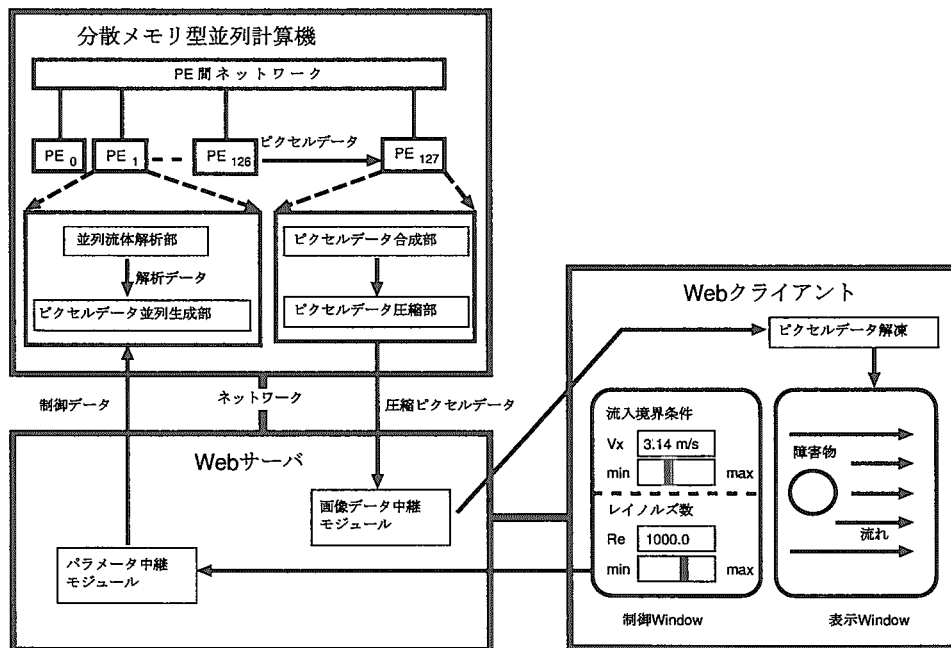 分散メモリ型並列計算機
PE間ネットワーク
PE 0
PE 1
PE 126
ピクセルデータ
PE 127
並列流体解析部
解析データ
ピクセルデータ並列生成部
ピクセルデータ合成部
ピクセルデータ圧縮部
制御データ
ネットワーク
圧縮ピクセルデータ
Webサーバ
画像データ中継
モジュール
パラメータ中継
モジュール
Webクライアント
ピクセルデータ解凍
流入境界条件
Vx 3.14 m/s
min max
レイノルズ数
Re 1000.0
min max
制御Window
障害物
流れ
表示Window